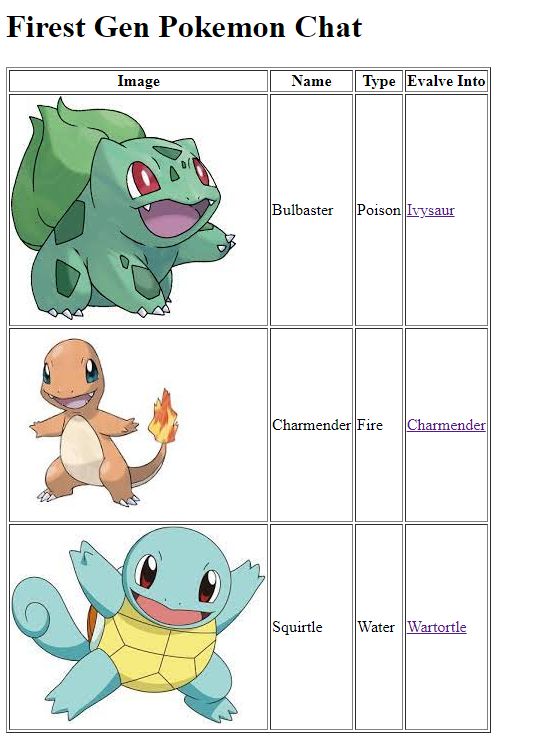 Firest Gen Pokemon Chat
Image Name Type Evalve Into
Bulbaster Poison Ivysaur
Charmender Fire Charmender
Squirtle Water Wartortle